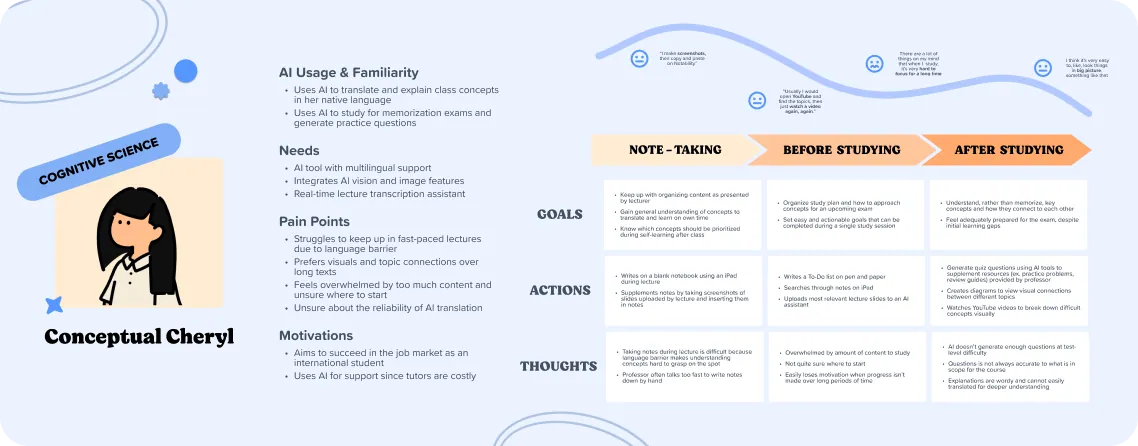 COGNITIVE SCIENCE
Conceptual Cheryl
AI Usage & Familiarity
• Uses AI to translate and explain class concepts
in her native language
• Uses AI to study for memorization exams and
generate practice questions
Needs
• AI tool with multilingual support
• Integrates AI vision and image features
• Real-time lecture transcription assistant
Pain Points
• Struggles to keep up in fast-paced lectures
due to language barrier
• Prefers visuals and topic connections over
long texts
• Feels overwhelmed by too much content and
unsure where to start
• Unsure about the reliability of AI translation
Motivations
• Aims to succeed in the job market as an
international student
• Uses AI for support since tutors are costly
"I make screenshots,
then copy and paste
on Notability"
"Usually I would
open YouTube and
find the topics, then
just watch a video
again, again."
There are a lot of
things on my mind
that when I study,
it's very hard to
focus for a long time
I think it's very easy
to, like, look things
in big picture,
something like that
NOTE - TAKING
BEFORE STUDYING
AFTER STUDYING
GOALS
• Keep up with organizing content as presented
by lecturer
• Gain general understanding of concepts to
translate and learn on own time
• Know which concepts should be prioritized
during self-learning after class
• Organize study plan and how to approach
concepts for an upcoming exam
• Set easy and actionable goals that can be
completed during a single study session
• Understand, rather than memorize, key
concepts and how they connect to each other
• Feel adequately prepared for the exam, despite
initial learning gaps
ACTIONS
• Writes on a blank notebook using an iPad
during lecture
• Supplements notes by taking screenshots of
slides uploaded by lecture and inserting them
in notes
• Writes a To-Do list on pen and paper
• Searches through notes on iPad
• Uploads most relevant lecture slides to an AI
assistant
• Generate quiz questions using AI tools to
supplement resources (ex. practice problems,
review guides) provided by professor
• Creates diagrams to view visual connections
between different topics
• Watches YouTube videos to break down difficult
concepts visually
THOUGHTS
• Taking notes during lecture is difficult because
language barrier makes understanding
concepts hard to grasp on the spot
• Professor often talks too fast to write notes
down by hand
• Overwhelmed by amount of content to study
• Not quite sure where to start
• Easily loses motivation when progress isn't
made over long periods of time
• AI doesn't generate enough questions at test-
level difficulty
• Questions is not always accurate to what is in
scope for the course
• Explanations are wordy and cannot easily
translated for deeper understanding